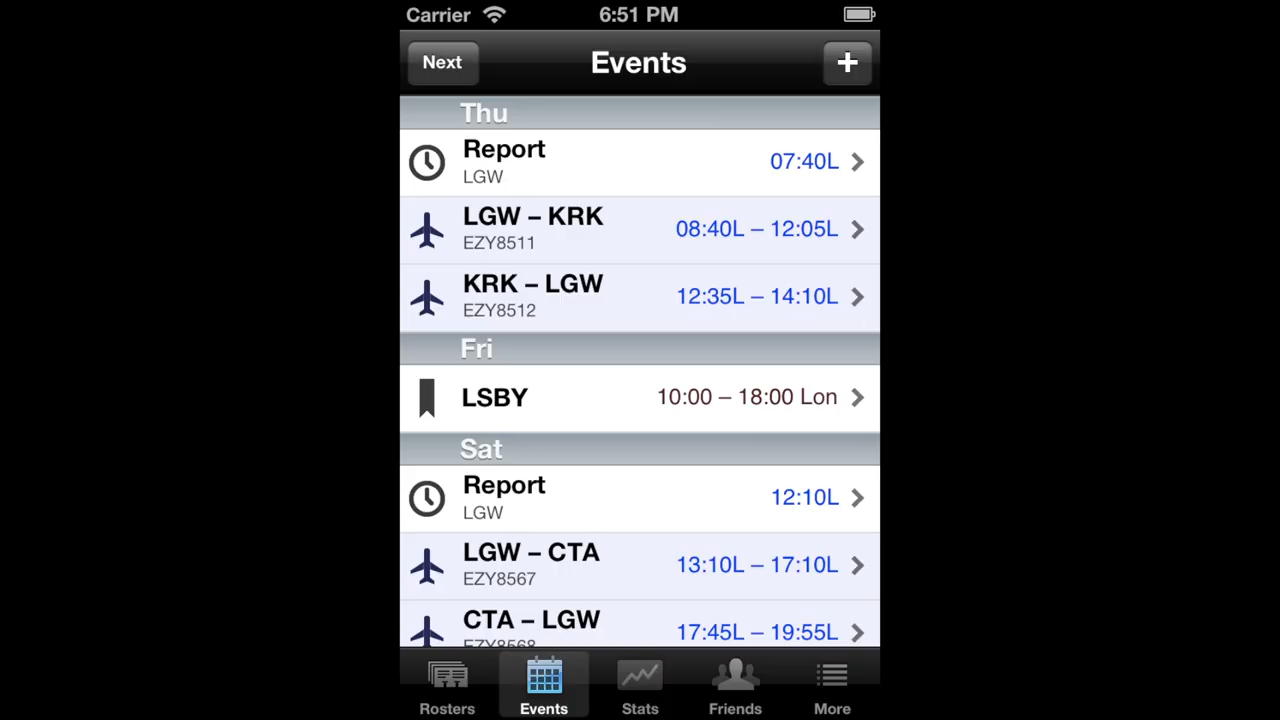 Carrier 6:51 PM
Next Events +
Thu
Report
LGW
07:40L
LGW – KRK
EZY8511
08:40L – 12:05L
KRK – LGW
EZY8512
12:35L – 14:10L
Fri
LSBY 10:00 – 18:00 Lon
Sat
Report
LGW
12:10L
LGW – CTA
EZY8567
13:10L – 17:10L
CTA – LGW
EZY8568
17:45L – 19:55L
Rosters Events Stats Friends More